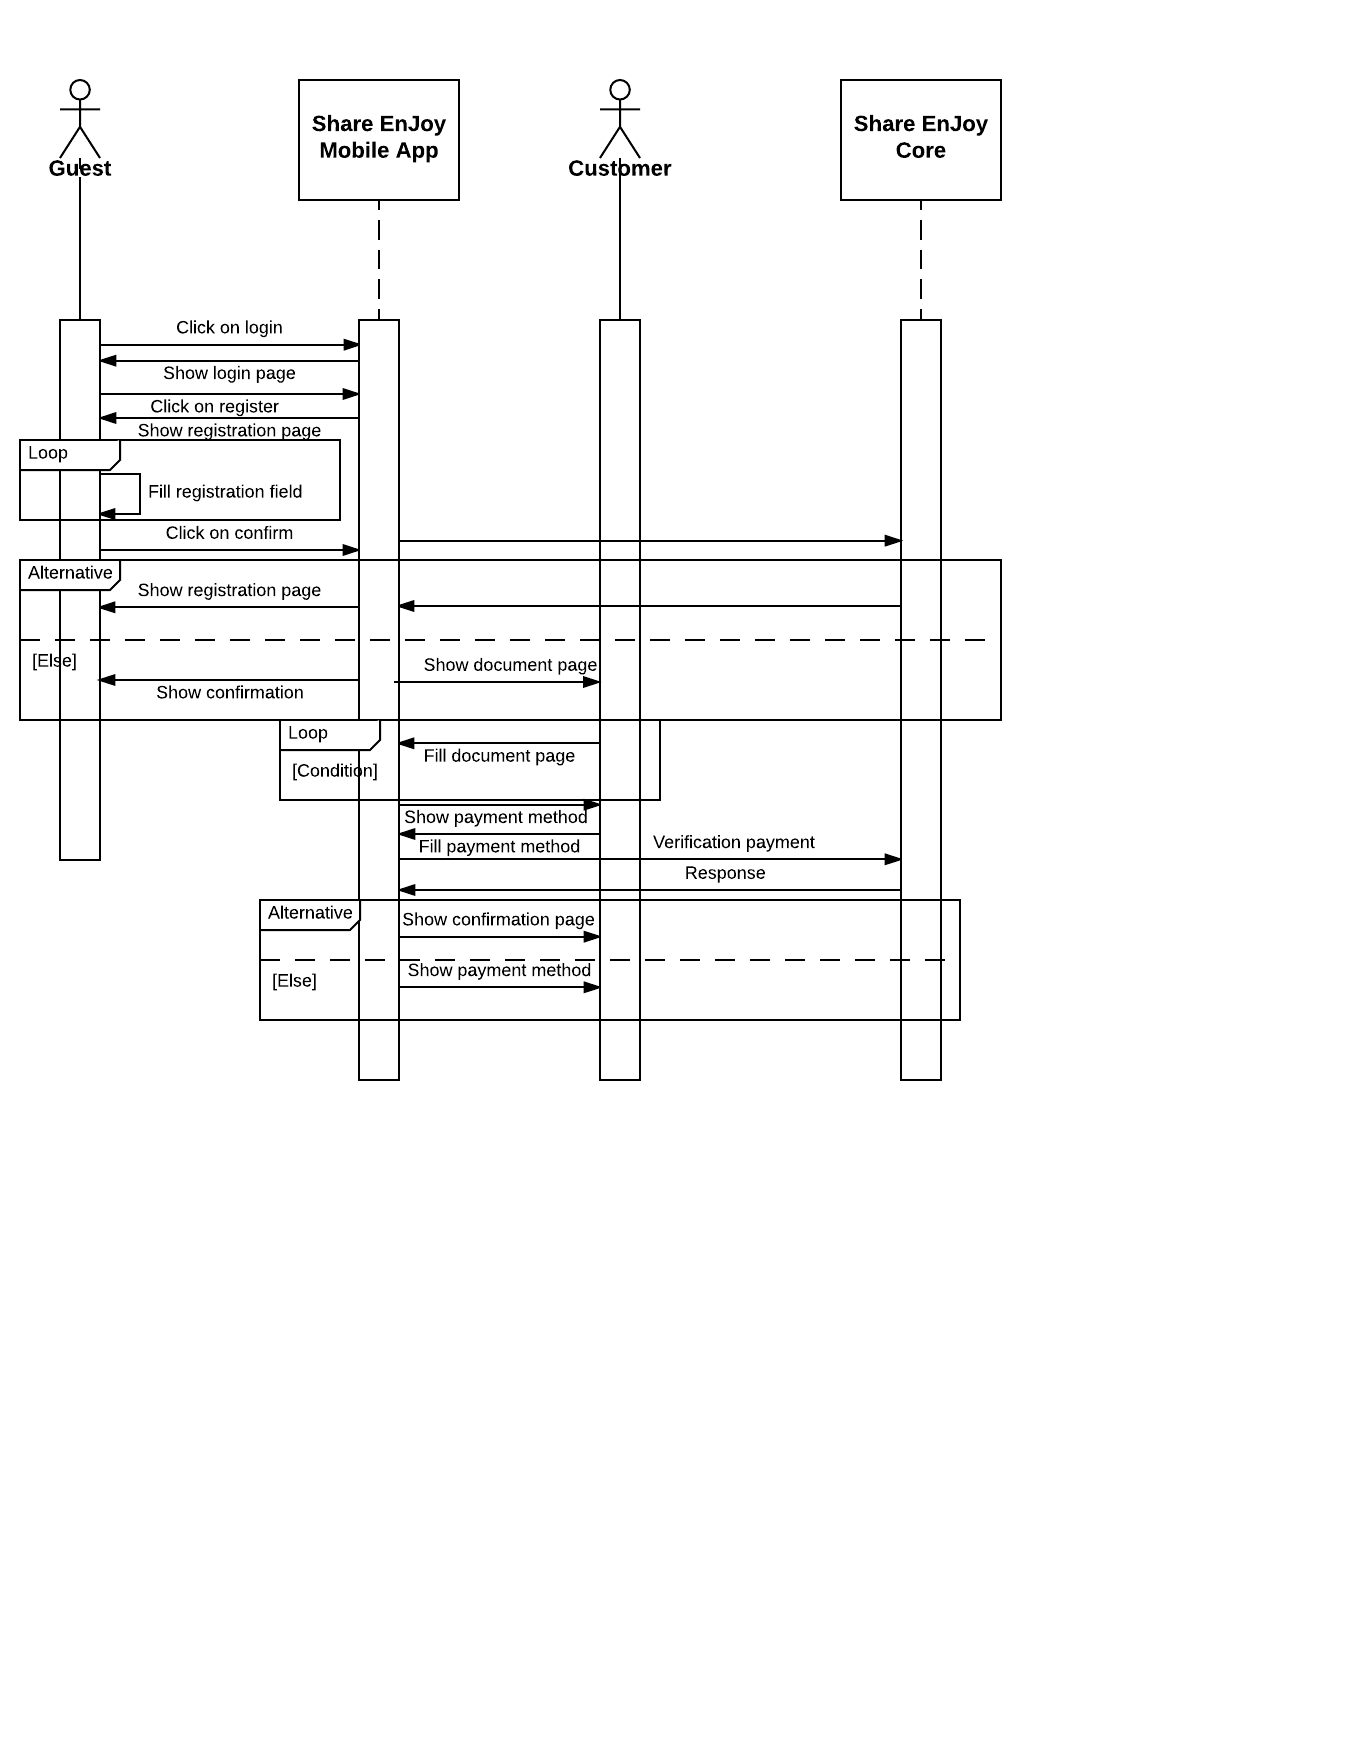 Guest
Share EnJoy
Mobile App
Customer
Share EnJoy
Core
Click on login
Show login page
Click on register
Show registration page
Loop
Fill registration field
Click on confirm
Alternative
Show registration page
[Else]
Show document page
Show confirmation
Loop
Fill document page
[Condition]
Show payment method
Fill payment method
Verification payment
Response
Alternative
Show confirmation page
Show payment method
[Else]